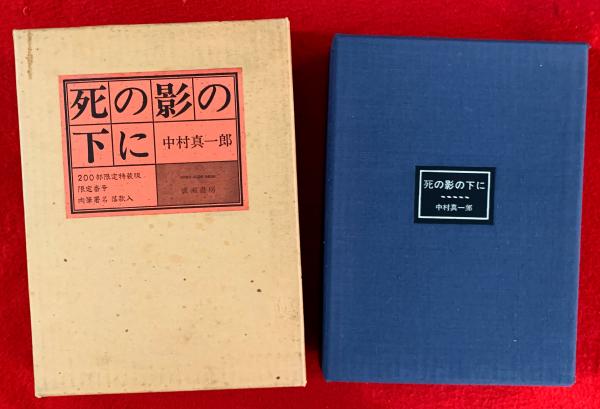 死の影の
下に
中村真一郎
200部限定特装版
限定番号
肉筆署名 落款入
死の影の下に
中村真一郎